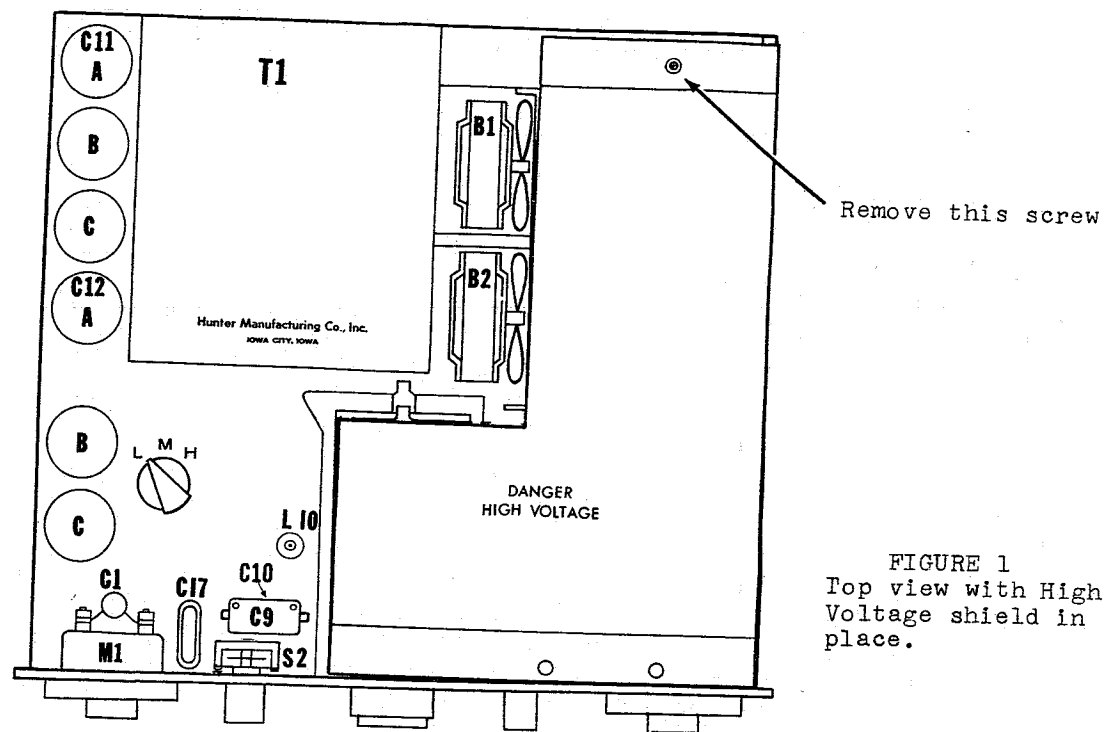 C11
A
T1
B
B1
C
Remove this screw
C12
A
B2
Hunter Manufacturing Co., Inc.
IOWA CITY, IOWA
B
L M H
C
DANGER
HIGH VOLTAGE
L 10
C1
C17
C10
C9
M1
S2
FIGURE 1
Top view with High
Voltage shield in
place.